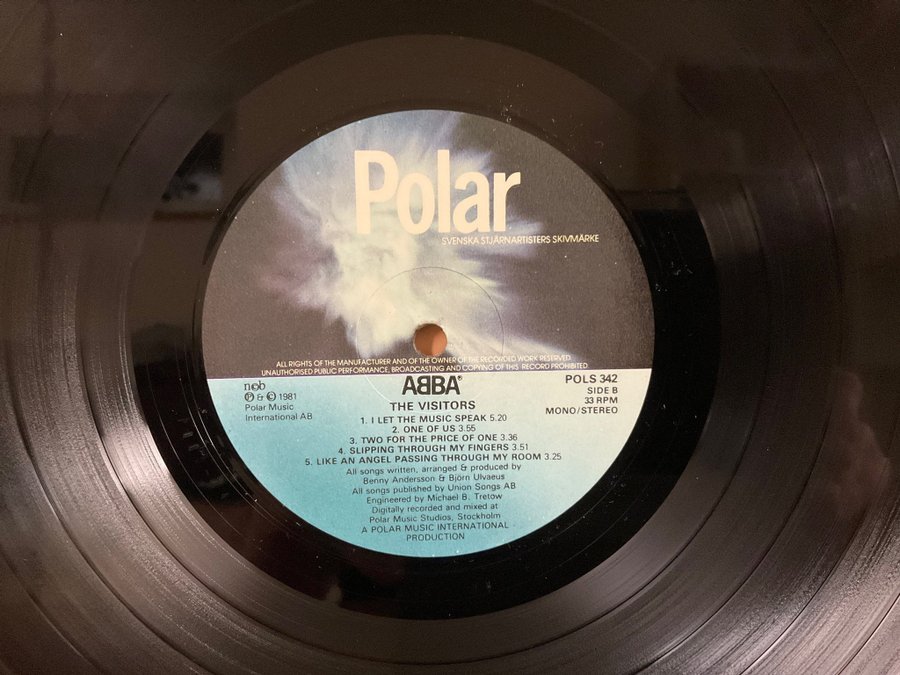 Polar
SVENSKA STJÄRNARTISTERS SKIVMÄRKE
ALL RIGHTS OF THE MANUFACTURER AND OF THE OWNER OF THE RECORDED WORK RESERVED
UNAUTHORISED PUBLIC PERFORMANCE, BROADCASTING AND COPYING OF THIS RECORD PROHIBITED
ncb
Ⓟ & © 1981
Polar Music
International AB
ABBA®
POLS 342
SIDE B
33 RPM
MONO/STEREO
THE VISITORS
1. I LET THE MUSIC SPEAK 5.20
2. ONE OF US 3.55
3. TWO FOR THE PRICE OF ONE 3.36
4. SLIPPING THROUGH MY FINGERS 3.51
5. LIKE AN ANGEL PASSING THROUGH MY ROOM 3.25
All songs written, arranged & produced by
Benny Andersson & Björn Ulvaeus
All songs published by Union Songs AB
Engineered by Michael B. Tretow
Digitally recorded and mixed at
Polar Music Studios, Stockholm
A POLAR MUSIC INTERNATIONAL
PRODUCTION